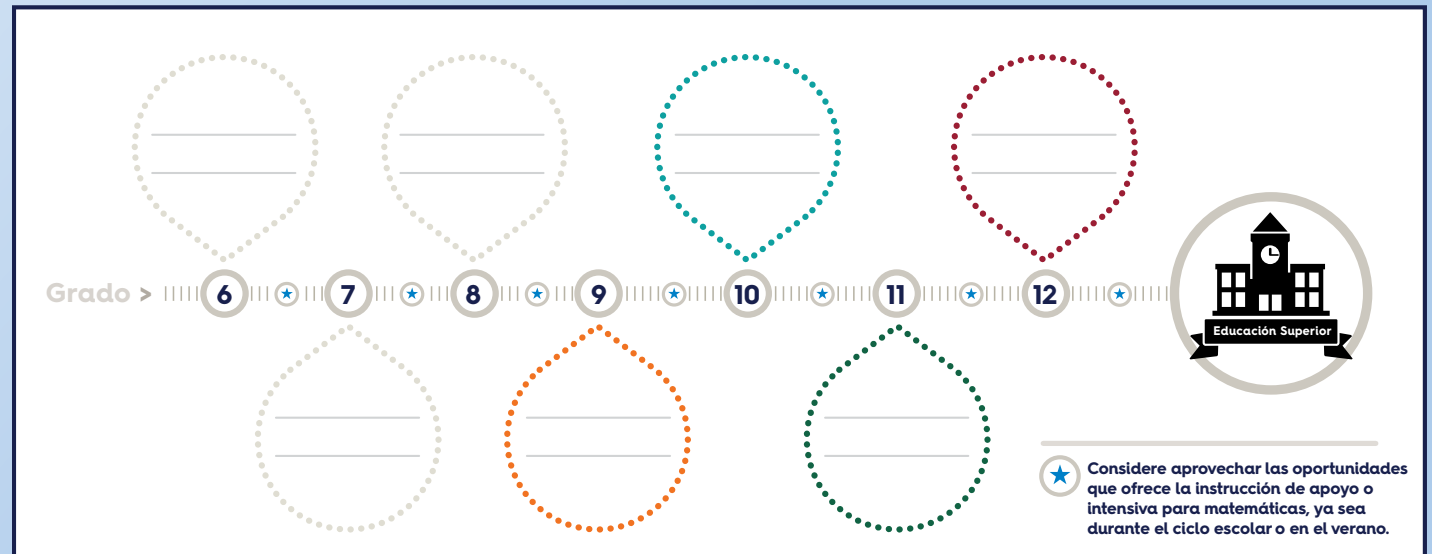 Grado >
6
7
8
9
10
11
12
Educación Superior
Considere aprovechar las oportunidades
que ofrece la instrucción de apoyo o
intensiva para matemáticas, ya sea
durante el ciclo escolar o en el verano.